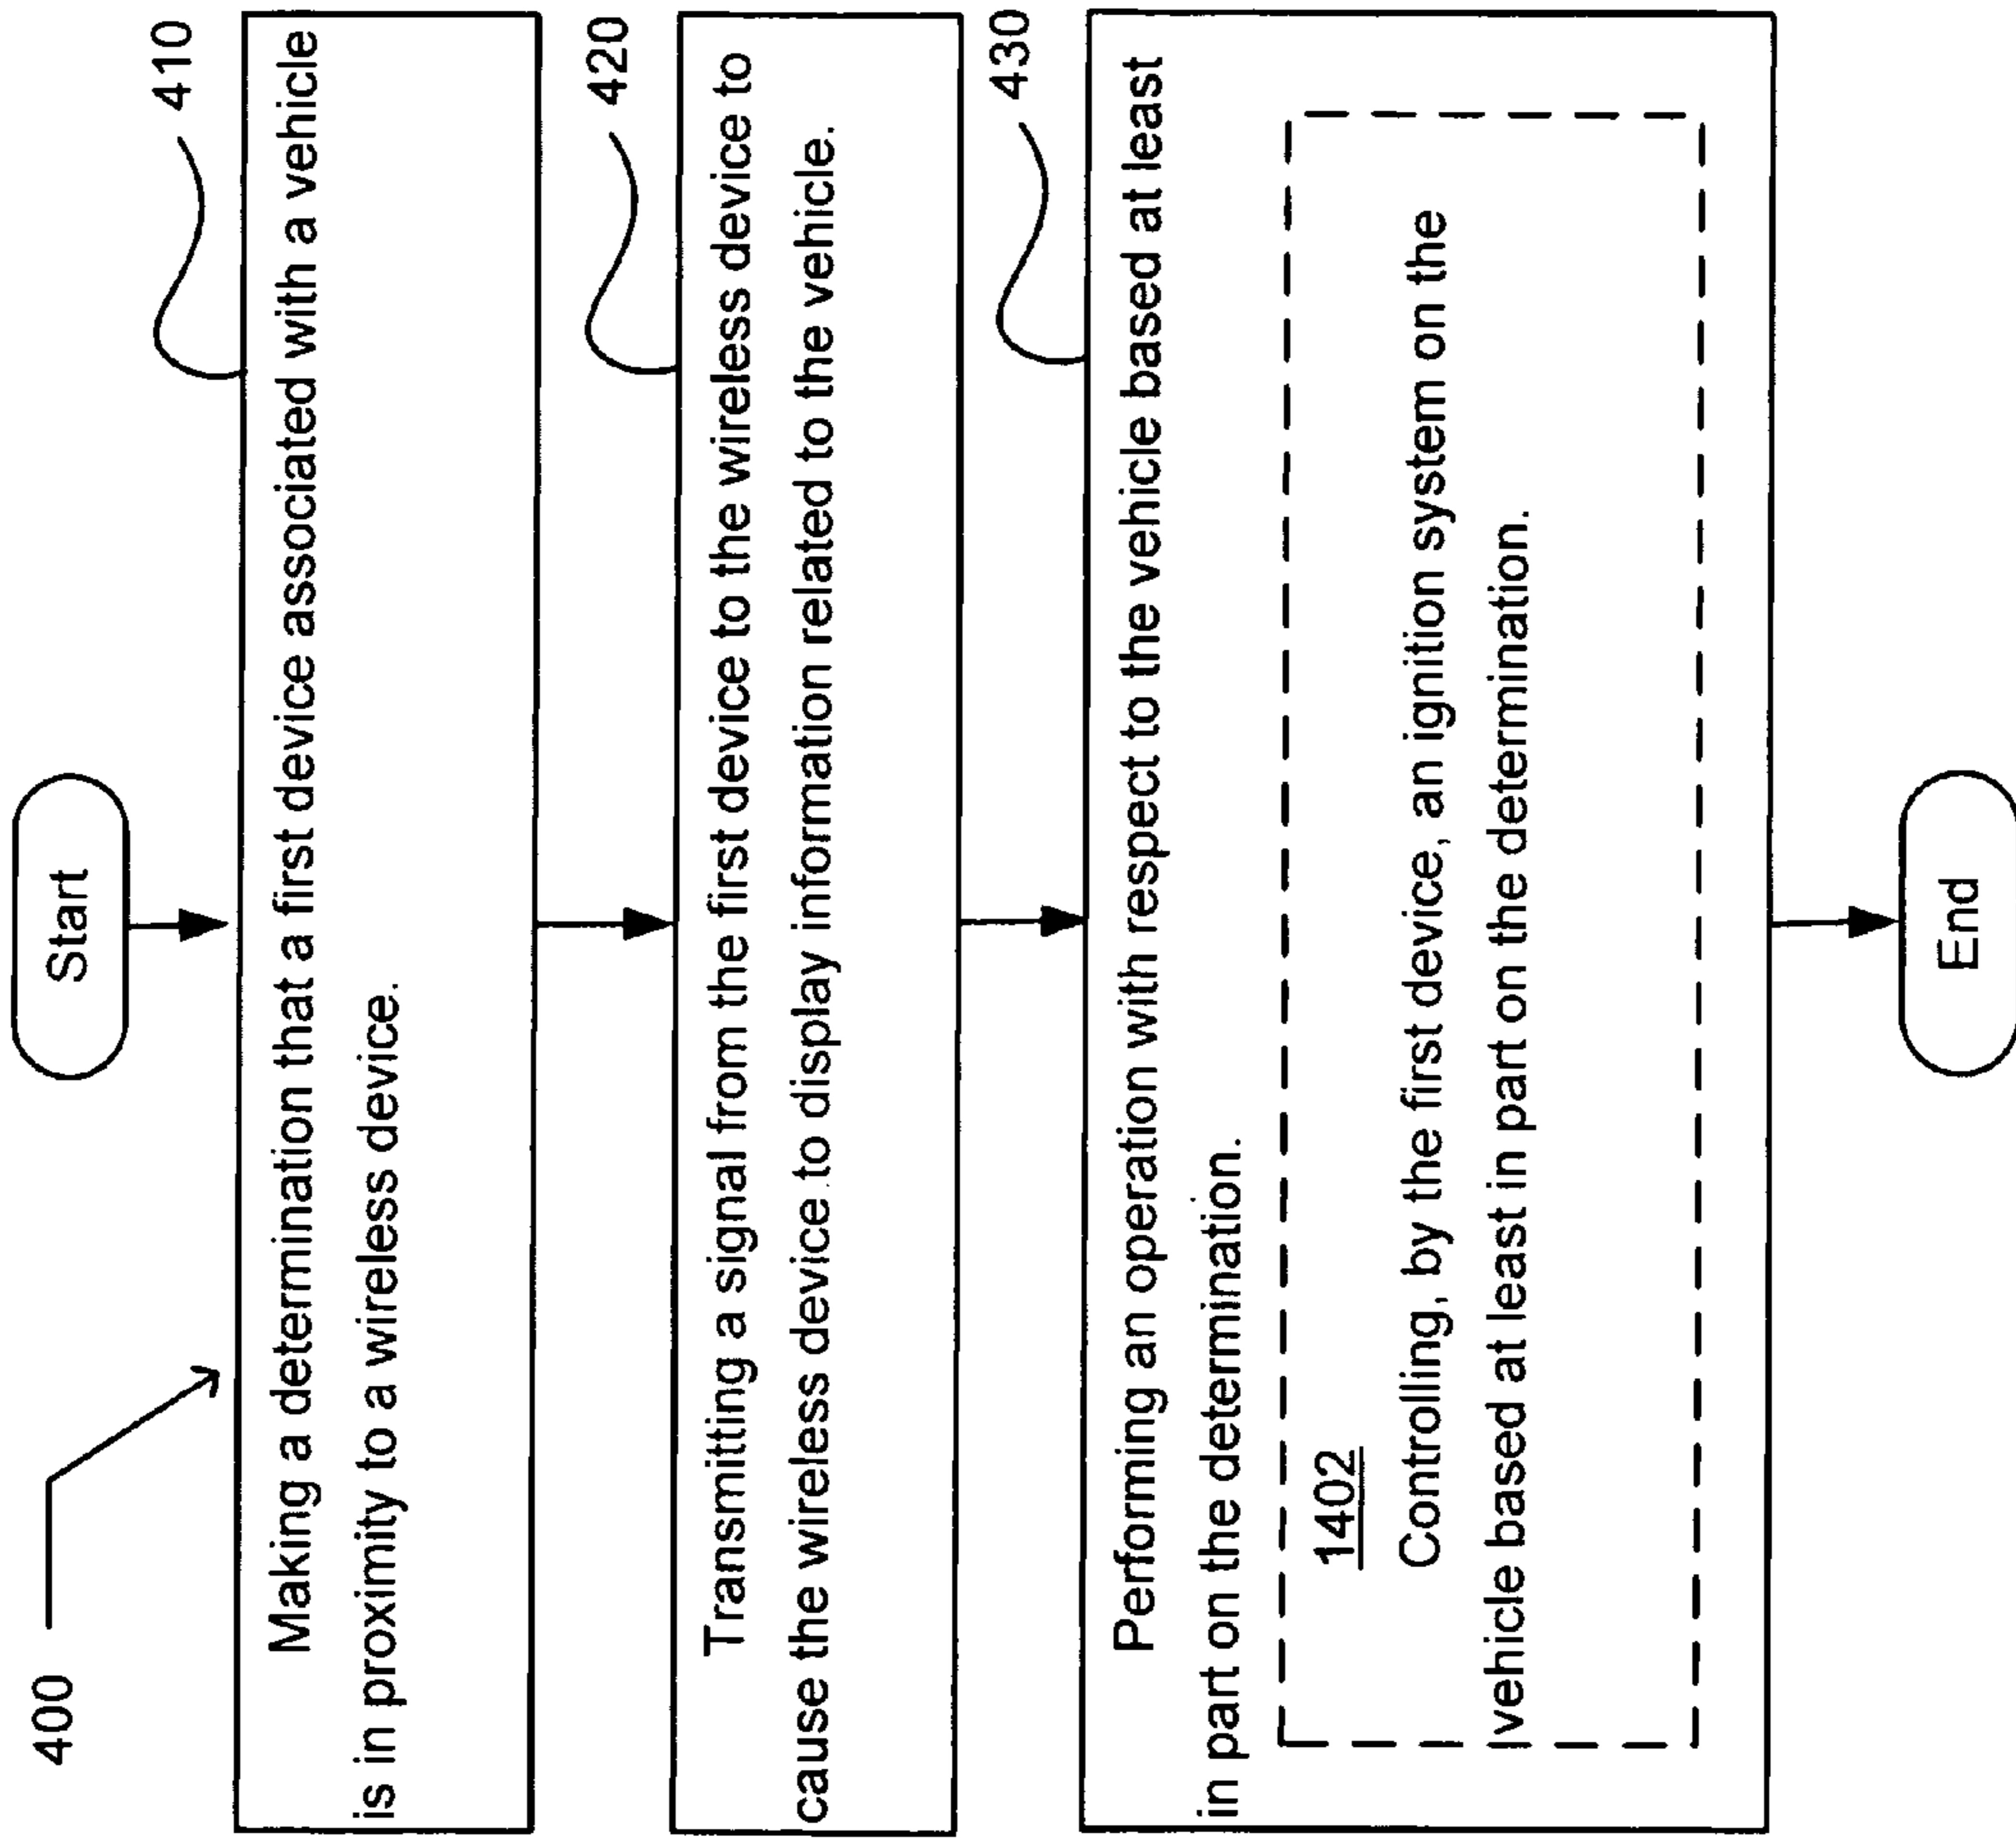 400
Start
410
Making a determination that a first device associated with a vehicle
is in proximity to a wireless device.
420
Transmitting a signal from the first device to the wireless device to
cause the wireless device to display information related to the vehicle.
430
Performing an operation with respect to the vehicle based at least
in part on the determination.
1402
Controlling, by the first device, an ignition system on the
vehicle based at least in part on the determination.
End